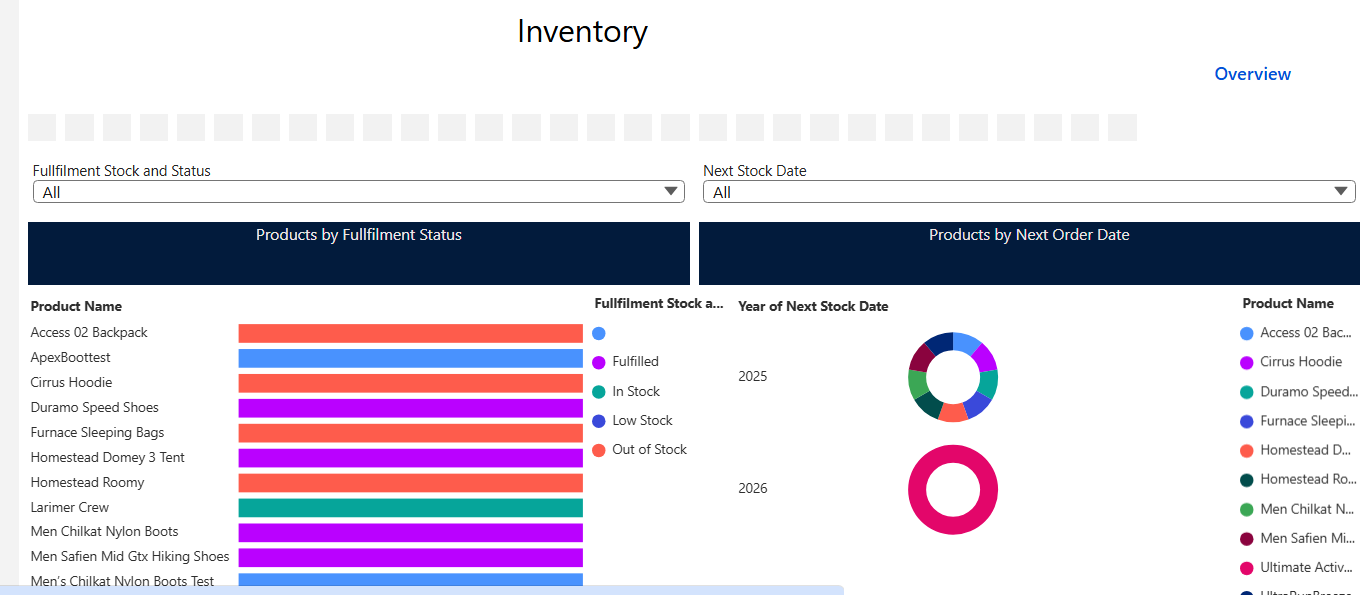 Inventory
Overview
Fullfilment Stock and Status
All
Next Stock Date
All
Products by Fullfilment Status
Products by Next Order Date
Product Name
Access 02 Backpack
ApexBoottest
Cirrus Hoodie
Duramo Speed Shoes
Furnace Sleeping Bags
Homestead Domey 3 Tent
Homestead Roomy
Larimer Crew
Men Chilkat Nylon Boots
Men Safien Mid Gtx Hiking Shoes
Men's Chilkat Nylon Boots Test
Fullfilment Stock a...
Fulfilled
In Stock
Low Stock
Out of Stock
Year of Next Stock Date
2025
2026
Product Name
Access 02 Bac...
Cirrus Hoodie
Duramo Speed...
Furnace Sleepi...
Homestead D...
Homestead Ro...
Men Chilkat N...
Men Safien Mi...
Ultimate Activ...